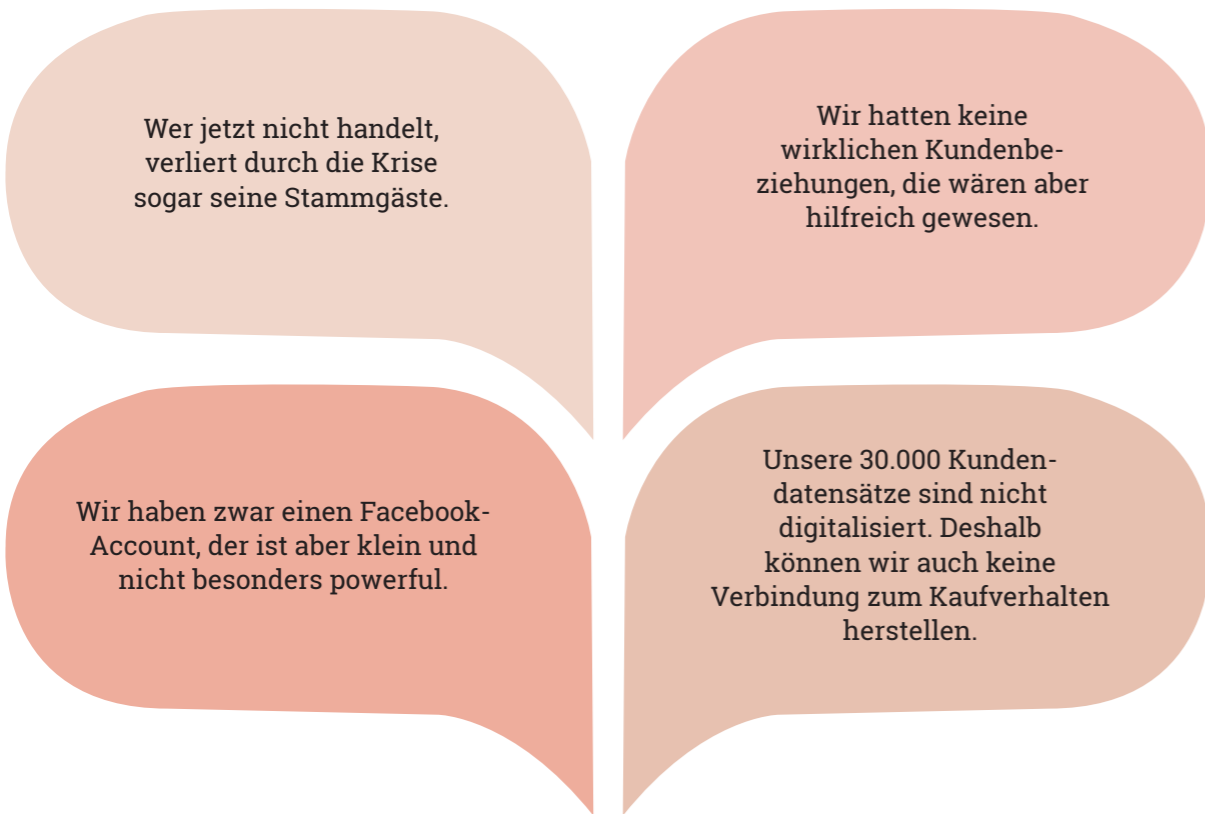 Wer jetzt nicht handelt,
verliert durch die Krise
sogar seine Stammgäste.
Wir hatten keine
wirklichen Kundenbe-
ziehungen, die wären aber
hilfreich gewesen.
Wir haben zwar einen Facebook-
Account, der ist aber klein und
nicht besonders powerful.
Unsere 30.000 Kunden-
datensätze sind nicht
digitalisiert. Deshalb
können wir auch keine
Verbindung zum Kaufverhalten
herstellen.